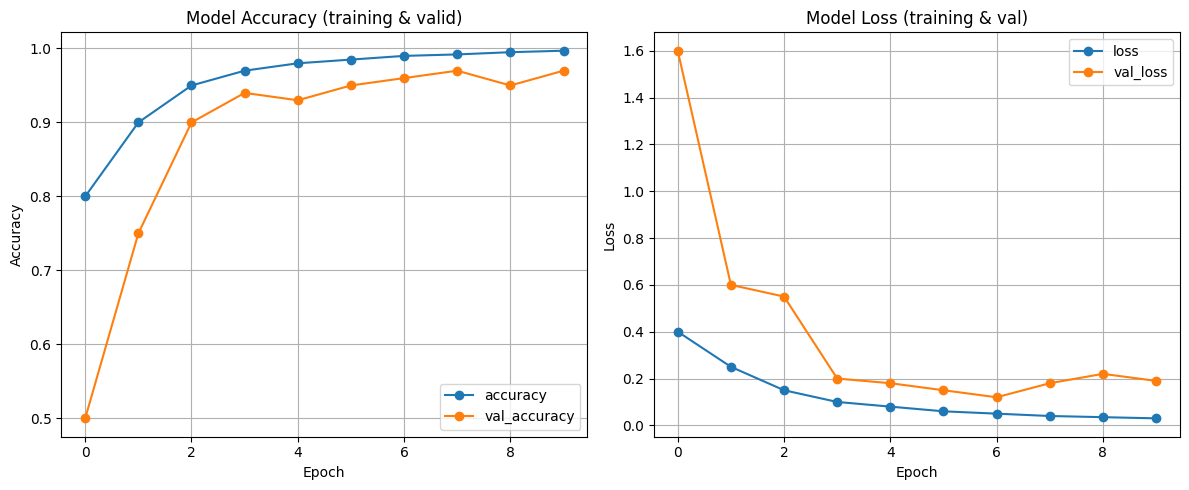 Model Accuracy (training & valid)
1.0
0.9
0.8
0.7
0.6
0.5
Accuracy
0
2
4
6
8
Epoch
accuracy
val_accuracy
Model Loss (training & val)
1.6
1.4
1.2
1.0
0.8
0.6
0.4
0.2
0.0
Loss
0
2
4
6
8
Epoch
loss
val_loss